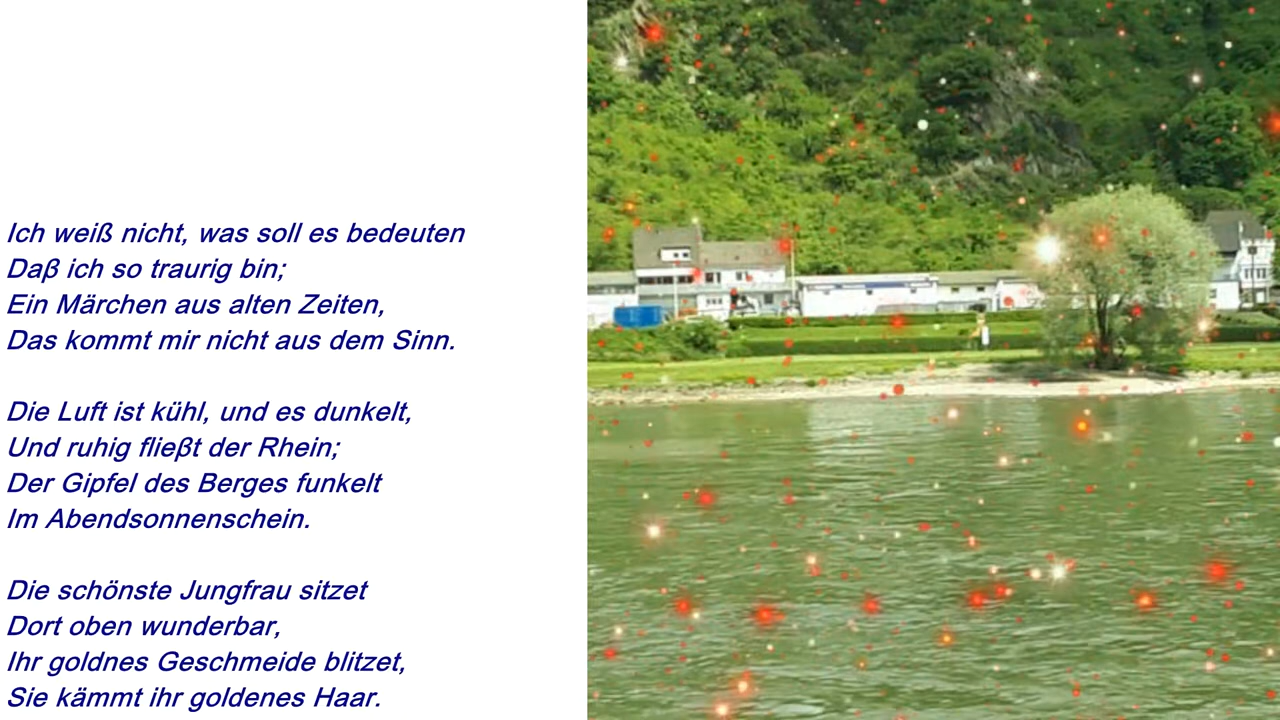 Ich weiß nicht, was soll es bedeuten
Daβ ich so traurig bin;
Ein Märchen aus alten Zeiten,
Das kommt mir nicht aus dem Sinn.
Die Luft ist kühl, und es dunkelt,
Und ruhig flieβt der Rhein;
Der Gipfel des Berges funkelt
Im Abendsonnenschein.
Die schönste Jungfrau sitzet
Dort oben wunderbar,
Ihr goldnes Geschmeide blitzet,
Sie kämmt ihr goldenes Haar.